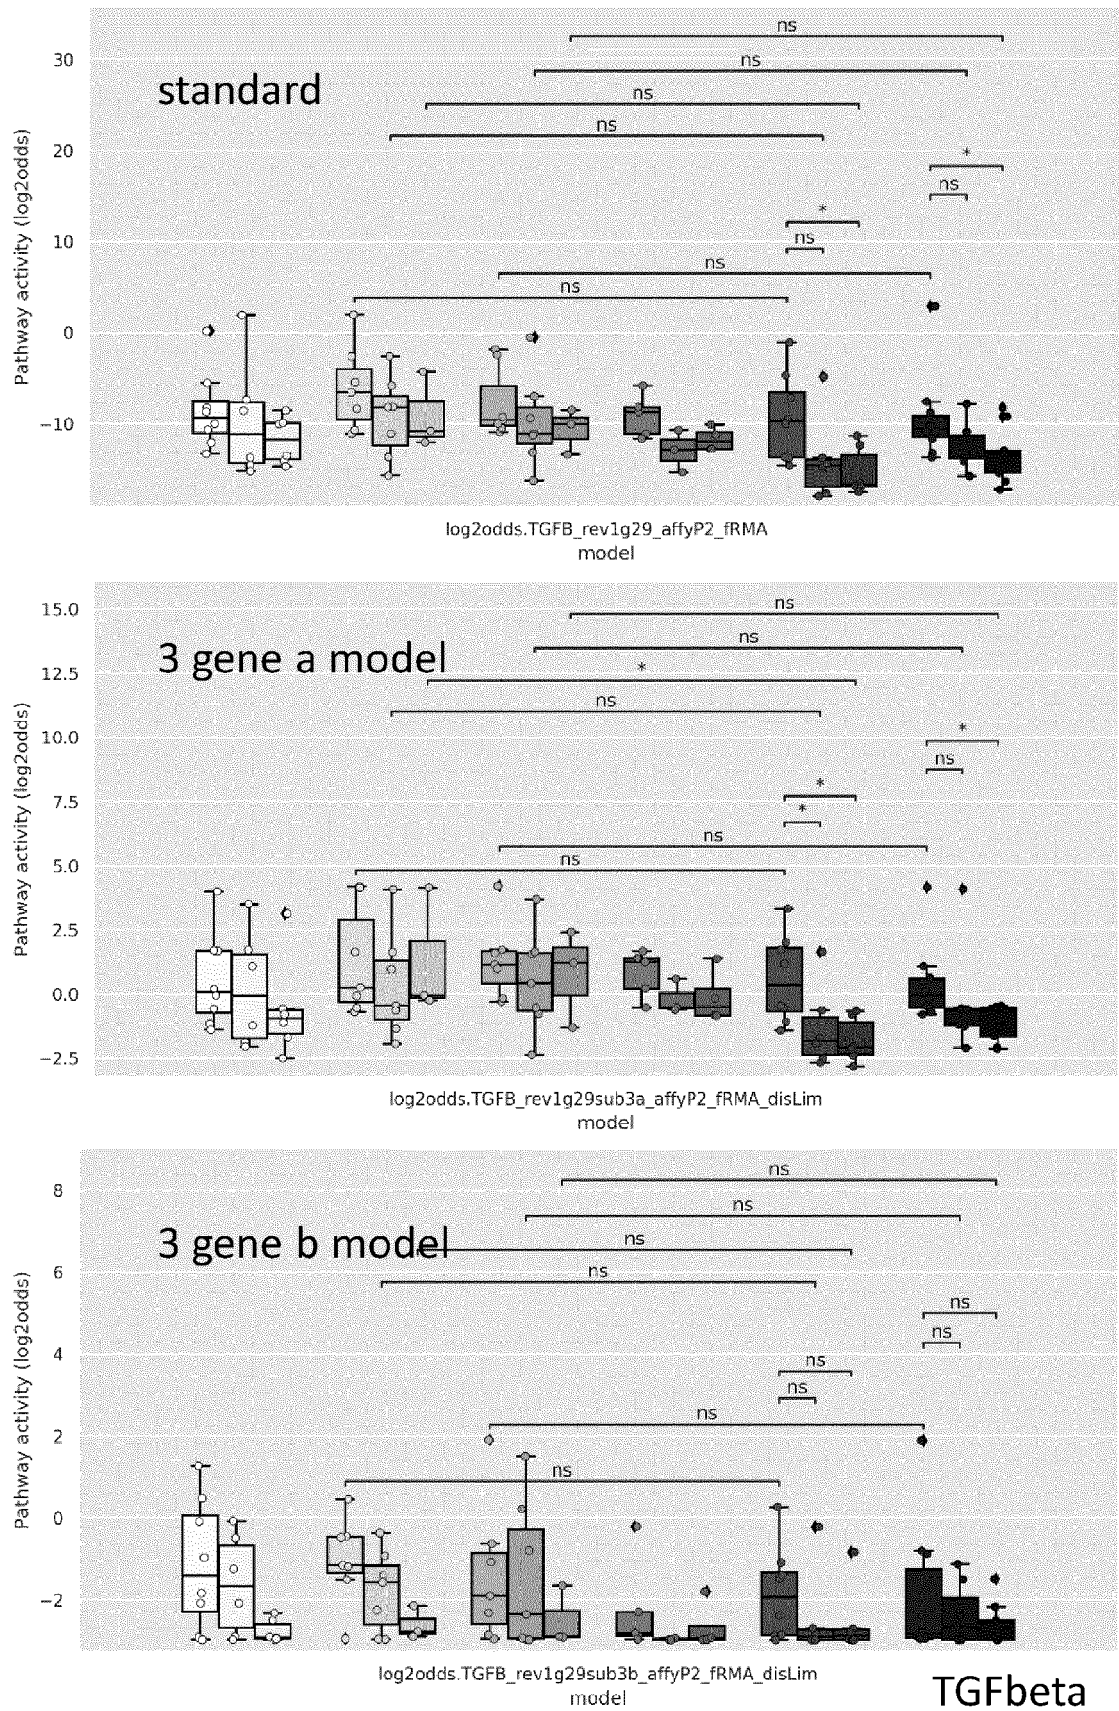 ns
30
ns
standard
ns
ns
20
*
ns
*
10
ns
ns
ns
0
−10
Pathway activity (log2odds)
log2odds.TGFB_rev1g29_affyP2_fRMA
model
15.0
ns
ns
3 gene a model
*
12.5
ns
10.0
*
ns
7.5
*
*
ns
5.0
ns
2.5
0.0
−2.5
Pathway activity (log2odds)
log2odds.TGFB_rev1g29sub3a_affyP2_fRMA_disLim
model
ns
8
ns
3 gene b model
ns
6
ns
ns
ns
4
ns
ns
2
ns
ns
0
−2
Pathway activity (log2odds)
log2odds.TGFB_rev1g29sub3b_affyP2_fRMA_disLim
model
TGFbeta